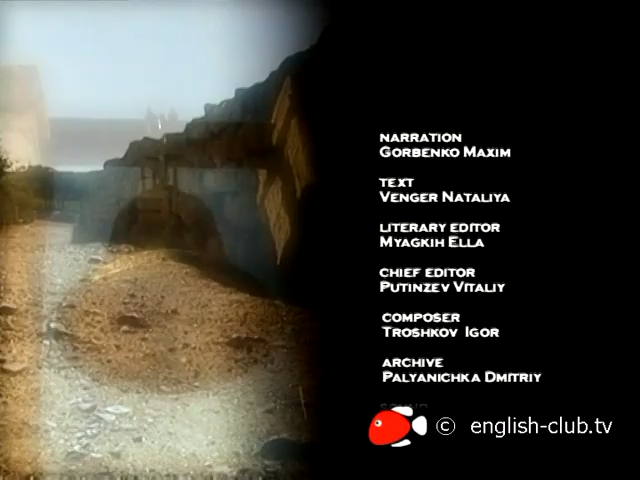 NARRATION
GORBENKO MAXIM
TEXT
VENGER NATALIYA
LITERARY EDITOR
MYAGKIH ELLA
CHIEF EDITOR
PUTINZEV VITALIY
COMPOSER
TROSHKOV IGOR
ARCHIVE
PALYANICHKA DMITRIY
© english-club.tv